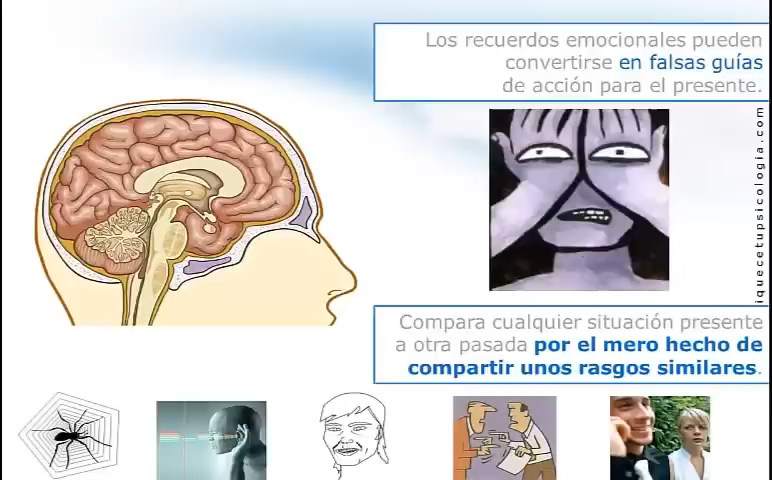 Los recuerdos emocionales pueden
convertirse en falsas guías
de acción para el presente.
iquecetupsicologia.com
Compara cualquier situación presente
a otra pasada por el mero hecho de
compartir unos rasgos similares.